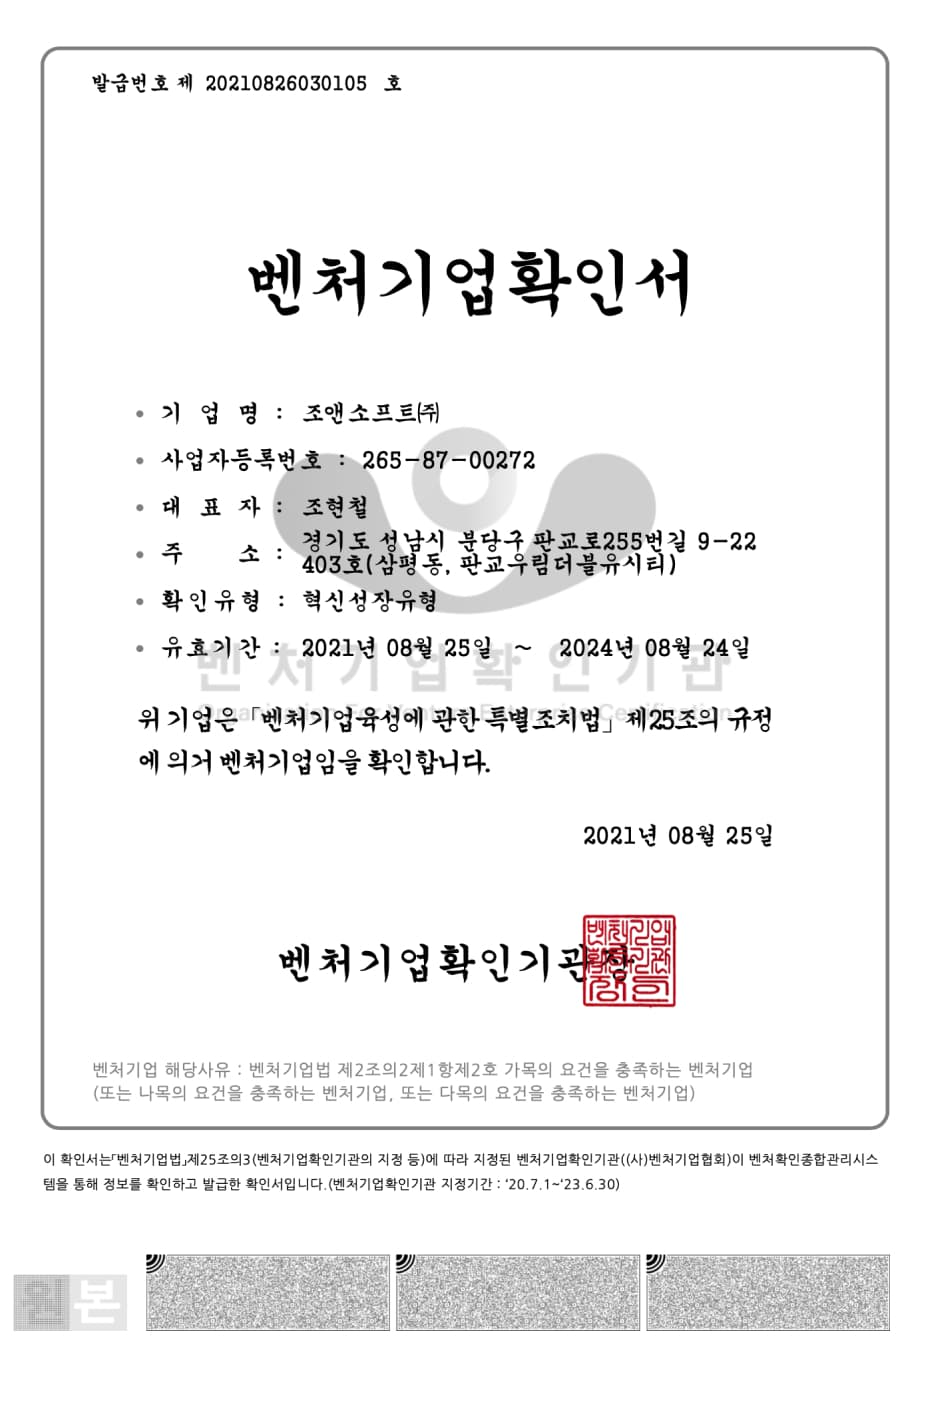 발급번호 제 20210826030105 호
벤처기업확인서
• 기 업 명 : 조앤소프트㈜
• 사업자등록번호 : 265-87-00272
• 대 표 자 : 조현철
• 주 소 : 경기도 성남시 분당구 판교로255번길 9-22
403호(삼평동, 판교우림더블유시티)
• 확인유형 : 혁신성장유형
• 유효기간 : 2021년 08월 25일 ~ 2024년 08월 24일
벤처기업확인기관
Organization For Venture Enterprise Certification
위 기업은 「벤처기업육성에 관한 특별조치법」 제25조의 규정
에 의거 벤처기업임을 확인합니다.
2021년 08월 25일
벤처기업확인기관장
벤처기업확인기관장의인
벤처기업 해당사유 : 벤처기업법 제2조의2제1항제2호 가목의 요건을 충족하는 벤처기업
(또는 나목의 요건을 충족하는 벤처기업, 또는 다목의 요건을 충족하는 벤처기업)
이 확인서는「벤처기업법」제25조의3(벤처기업확인기관의 지정 등)에 따라 지정된 벤처기업확인기관((사)벤처기업협회)이 벤처확인종합관리시스
템을 통해 정보를 확인하고 발급한 확인서입니다.(벤처기업확인기관 지정기간 : ‘20.7.1~‘23.6.30)
원본